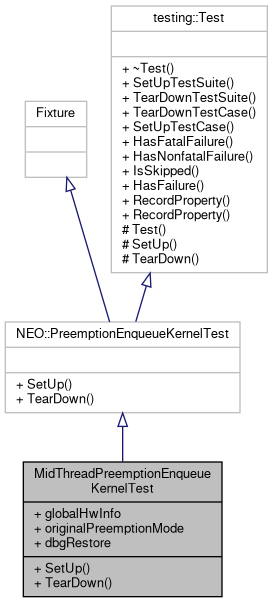 testing::Test
+ ~Test()
+ SetUpTestSuite()
+ TearDownTestSuite()
+ TearDownTestCase()
+ SetUpTestCase()
+ HasFatalFailure()
+ HasNonfatalFailure()
+ IsSkipped()
+ HasFailure()
+ RecordProperty()
+ RecordProperty()
# Test()
# SetUp()
# TearDown()
Fixture
NEO::PreemptionEnqueueKernelTest
+ SetUp()
+ TearDown()
MidThreadPreemptionEnqueue
KernelTest
+ globalHwInfo
+ originalPreemptionMode
+ dbgRestore
+ SetUp()
+ TearDown()